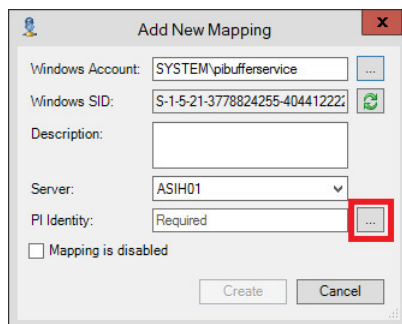 Add New Mapping
x
Windows Account: SYSTEM\pibufferservice ...
Windows SID: S-1-5-21-3778824255-404412222
Description:
Server: ASIH01
PI Identity: Required ...
Mapping is disabled
Create Cancel